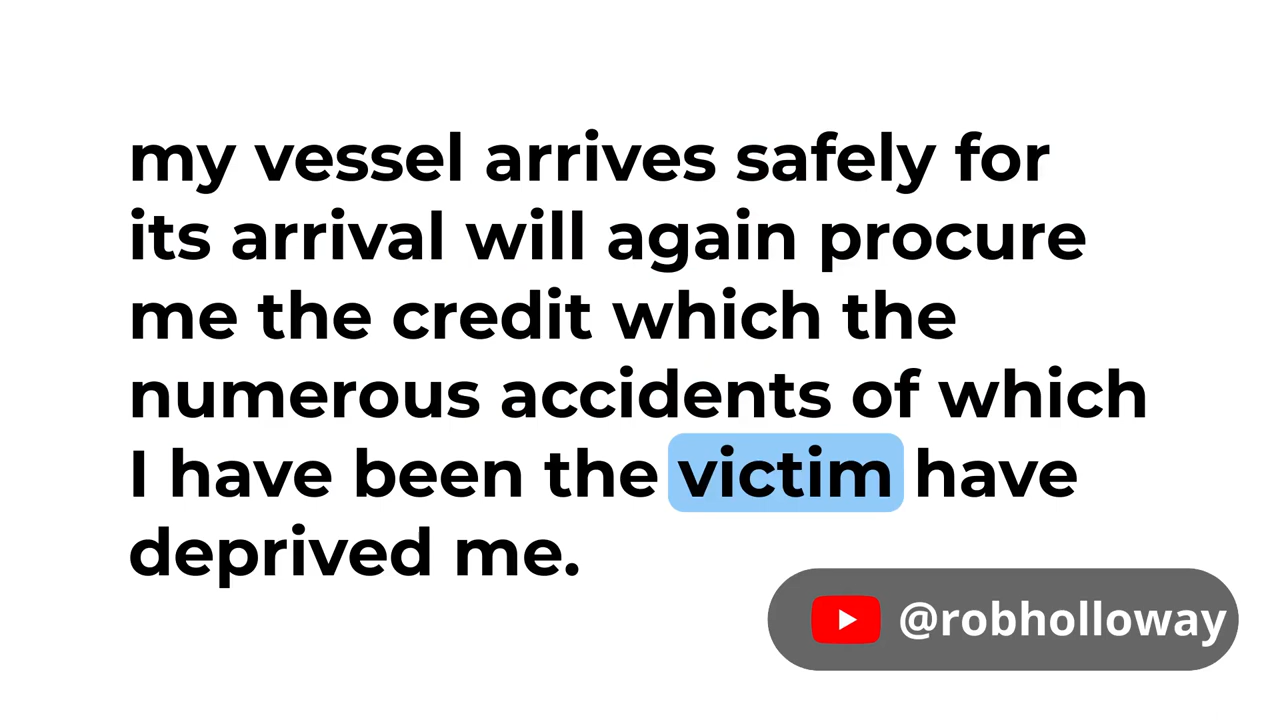 my vessel arrives safely for
its arrival will again procure
me the credit which the
numerous accidents of which
I have been the victim have
deprived me.
@robholloway